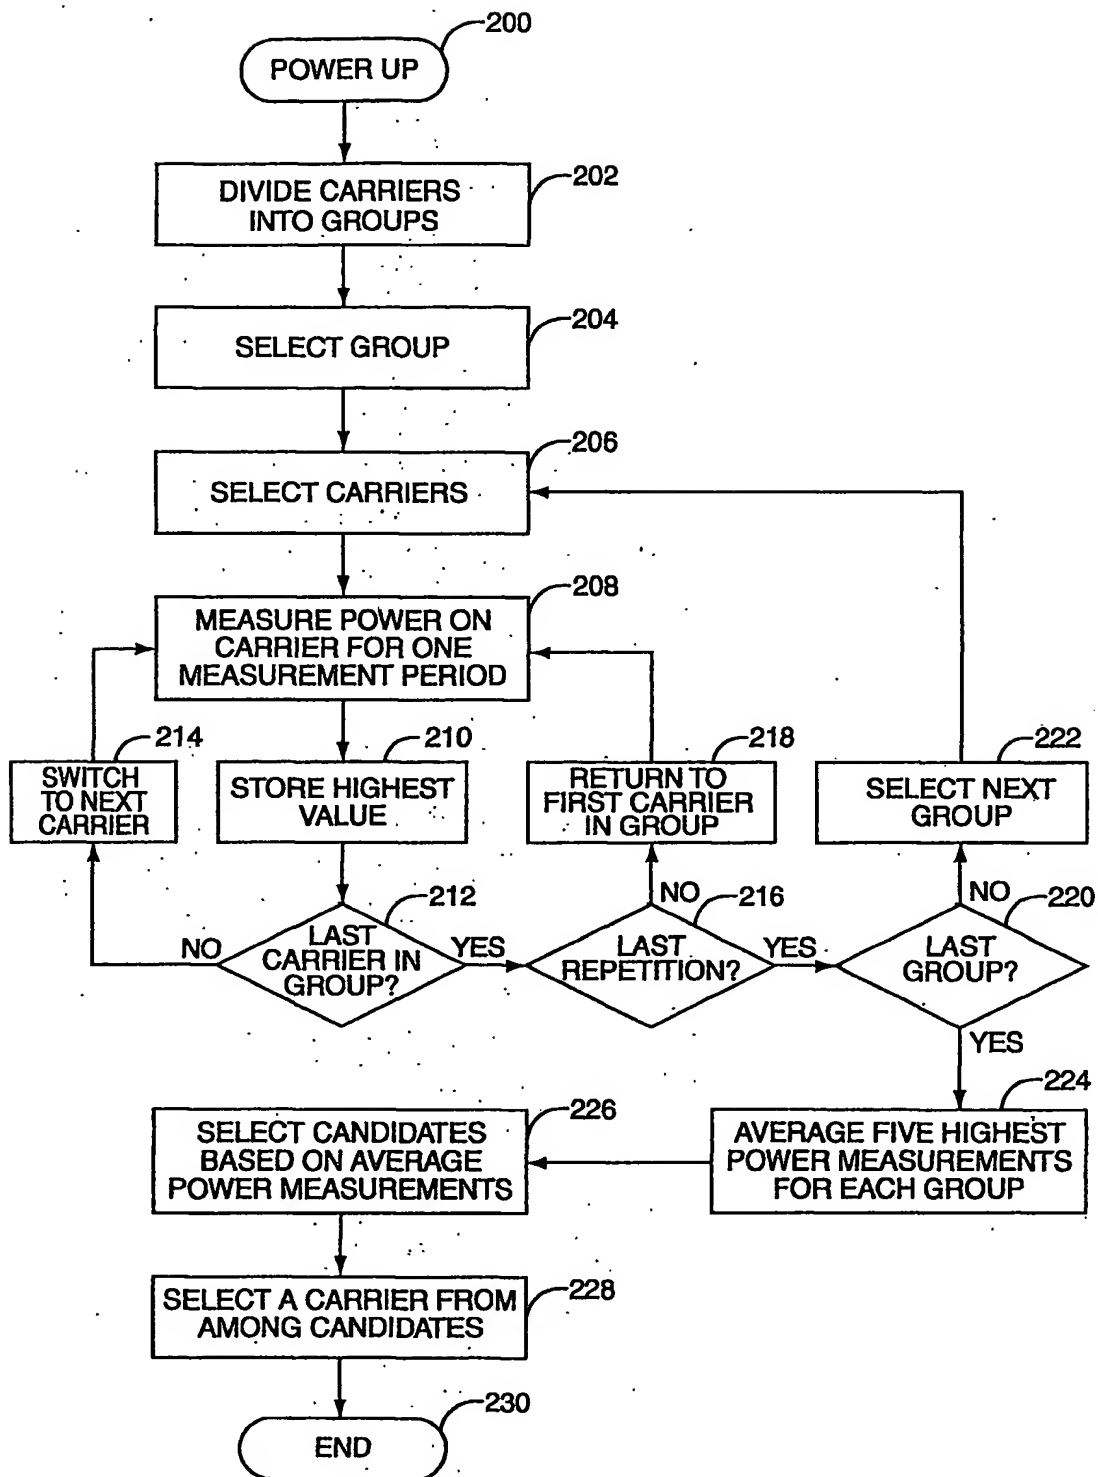 200
POWER UP
202
DIVIDE CARRIERS
INTO GROUPS
204
SELECT GROUP
206
SELECT CARRIERS
208
MEASURE POWER ON
CARRIER FOR ONE
MEASUREMENT PERIOD
214
SWITCH
TO NEXT
CARRIER
210
STORE HIGHEST
VALUE
218
RETURN TO
FIRST CARRIER
IN GROUP
222
SELECT NEXT
GROUP
212
NO
LAST
CARRIER IN
GROUP?
YES
NO
216
LAST
REPETITION?
YES
NO
220
LAST
GROUP?
YES
224
AVERAGE FIVE HIGHEST
POWER MEASUREMENTS
FOR EACH GROUP
226
SELECT CANDIDATES
BASED ON AVERAGE
POWER MEASUREMENTS
228
SELECT A CARRIER FROM
AMONG CANDIDATES
230
END